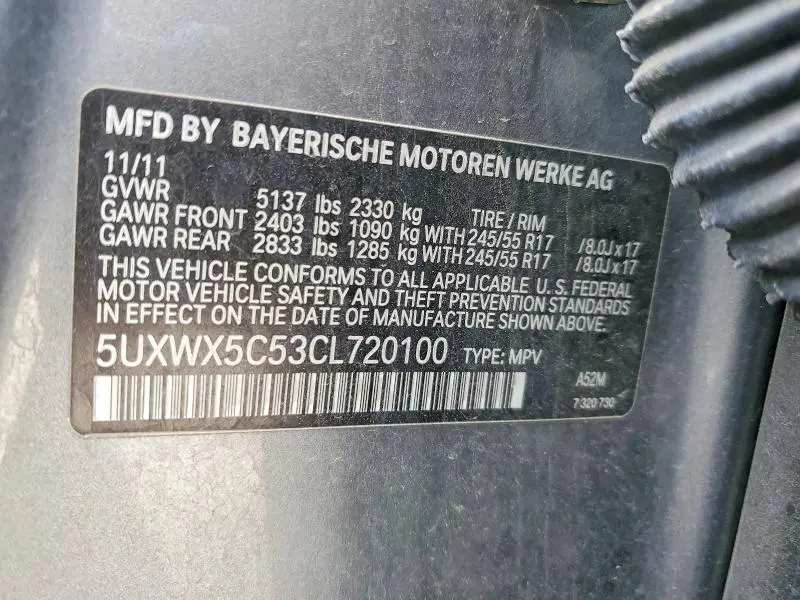 MFD BY BAYERISCHE MOTOREN WERKE AG
11/11
GVWR 5137 lbs 2330 kg TIRE / RIM
GAWR FRONT 2403 lbs 1090 kg WITH 245/55 R17 /8.0J x 17
GAWR REAR 2833 lbs 1285 kg WITH 245/55 R17 /8.0J x 17
THIS VEHICLE CONFORMS TO ALL APPLICABLE U.S. FEDERAL
MOTOR VEHICLE SAFETY AND THEFT PREVENTION STANDARDS
IN EFFECT ON THE DATE OF MANUFACTURE SHOWN ABOVE.
5UXWX5C53CL720100 TYPE: MPV
A52M
7 320 730